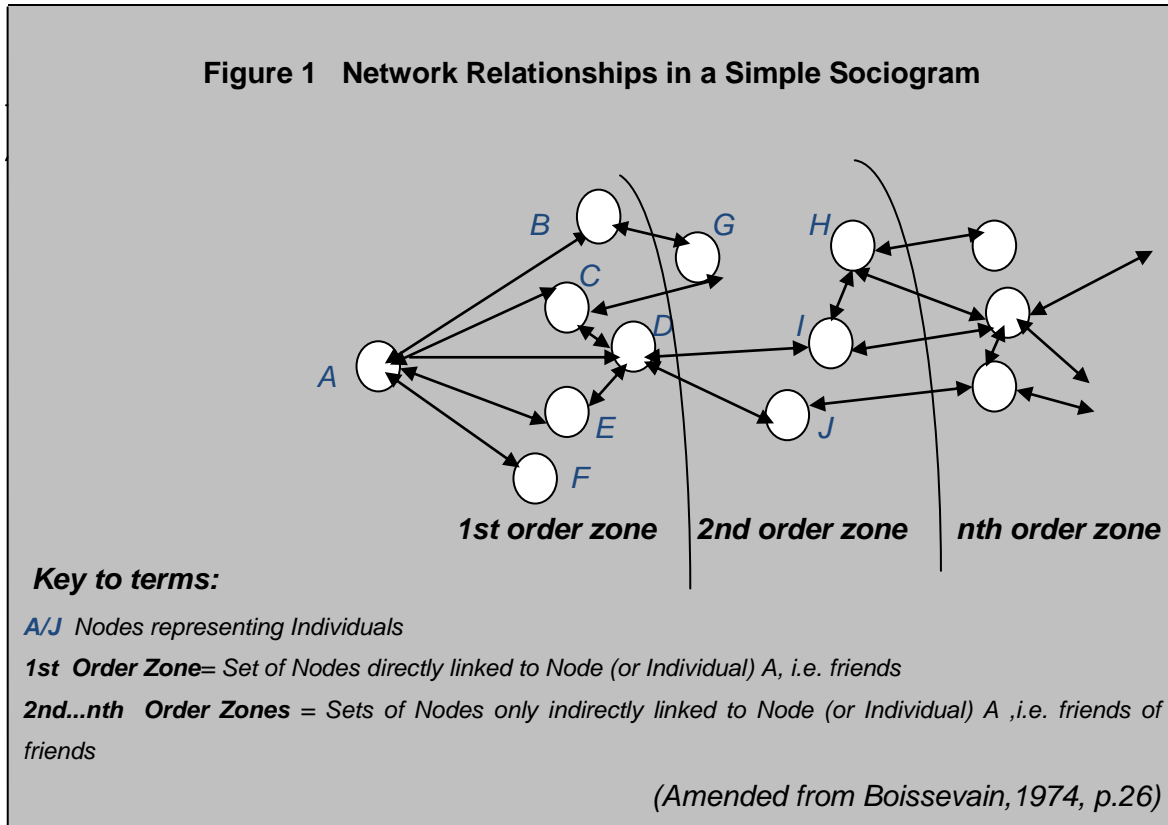 Figure 1 Network Relationships in a Simple Sociogram
B
G
H
C
D
I
A
E
J
F
1st order zone
2nd order zone
nth order zone
Key to terms:
A/J Nodes representing Individuals
1st Order Zone= Set of Nodes directly linked to Node (or Individual) A, i.e. friends
2nd...nth Order Zones = Sets of Nodes only indirectly linked to Node (or Individual) A ,i.e. friends of
friends
(Amended from Boissevain,1974, p.26)